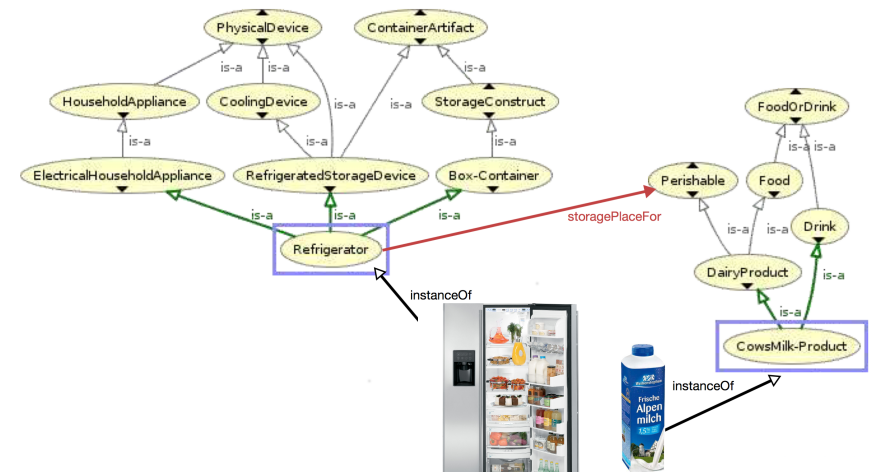 PhysicalDevice
ContainerArtifact
is-a
is-a
is-a
HouseholdAppliance
CoolingDevice
is-a
is-a
StorageConstruct
FoodOrDrink
is-a
is-a
is-a
is-a
is-a
ElectricalHouseholdAppliance
RefrigeratedStorageDevice
Box-Container
Perishable
Food
is-a
is-a
is-a
storagePlaceFor
is-a
is-a
Drink
Refrigerator
DairyProduct
is-a
instanceOf
is-a
CowsMilk-Product
instanceOf
Frische
Alpen
milch
1,5%